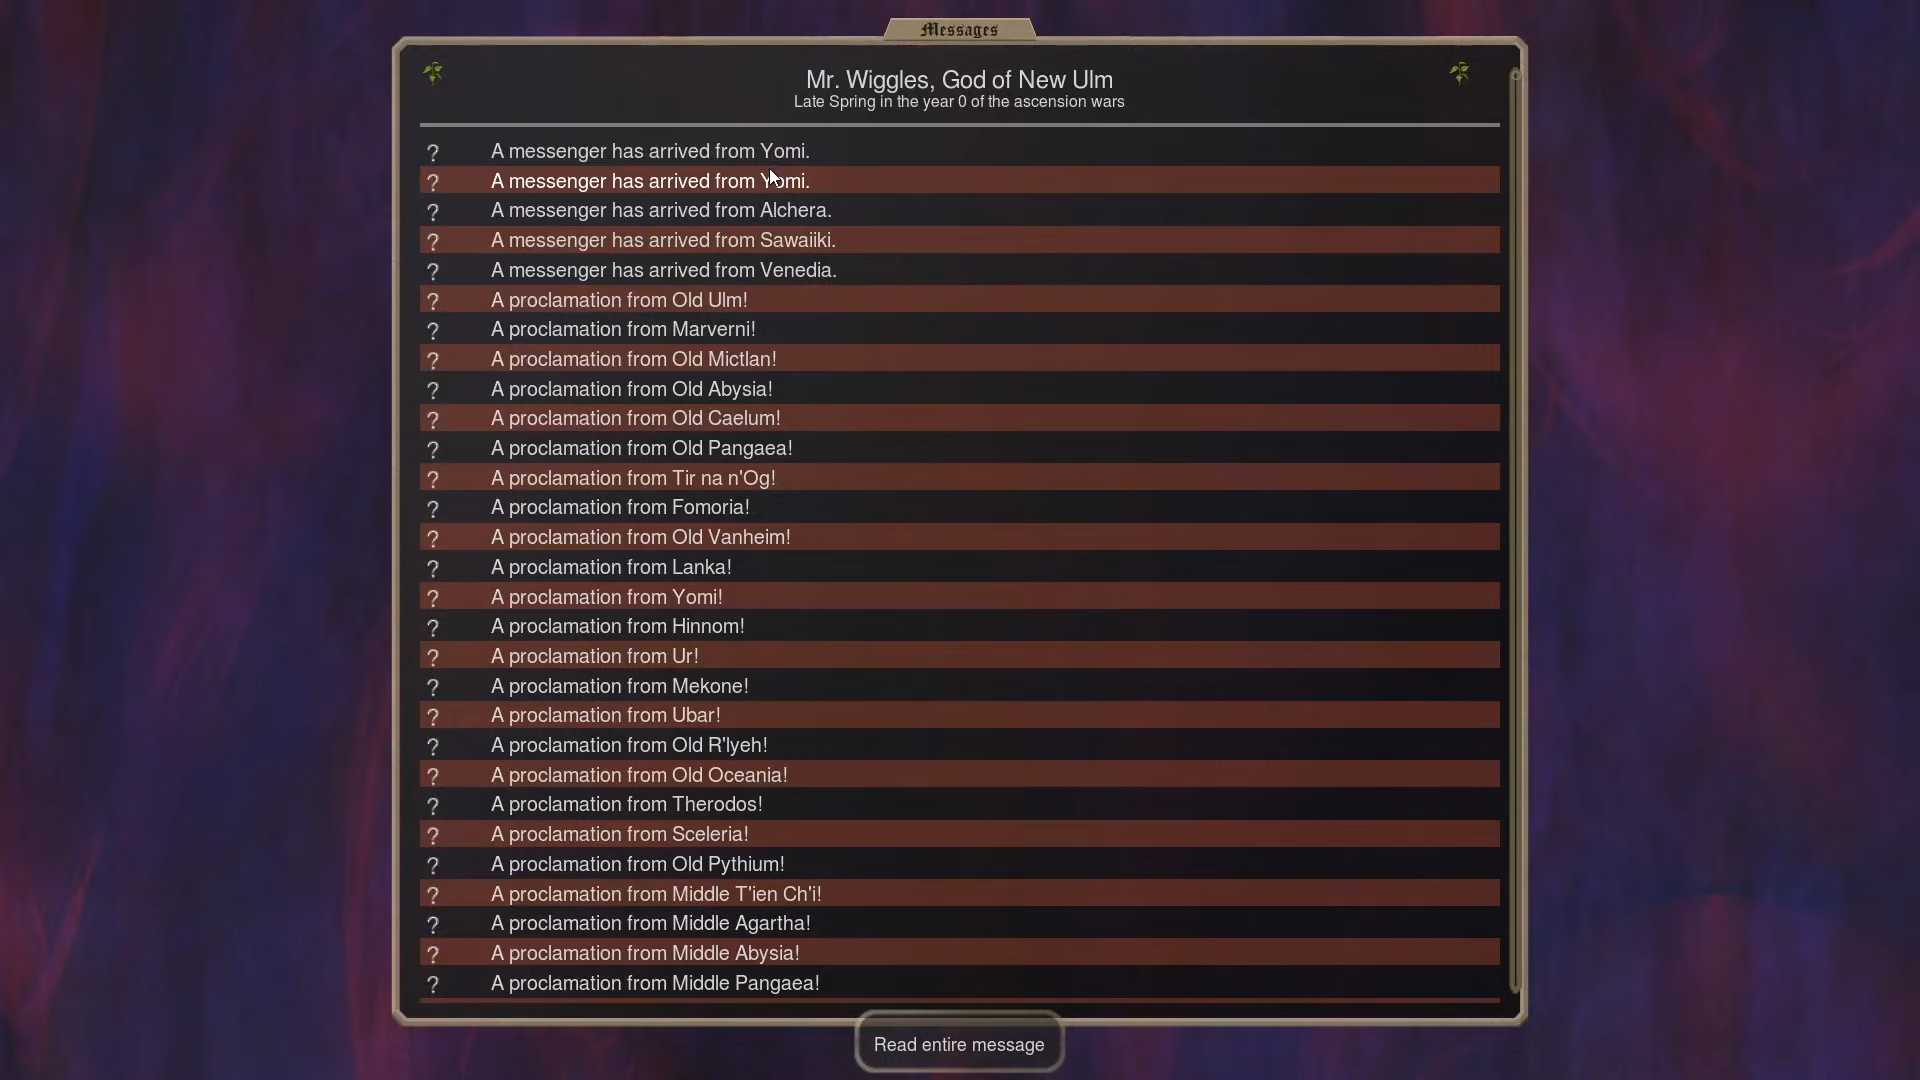 Messages
Mr. Wiggles, God of New Ulm
Late Spring in the year 0 of the ascension wars
? A messenger has arrived from Yomi.
? A messenger has arrived from Yomi.
? A messenger has arrived from Alchera.
? A messenger has arrived from Sawaiiki.
? A messenger has arrived from Venedia.
? A proclamation from Old Ulm!
? A proclamation from Marverni!
? A proclamation from Old Mictlan!
? A proclamation from Old Abysia!
? A proclamation from Old Caelum!
? A proclamation from Old Pangaea!
? A proclamation from Tir na n'Og!
? A proclamation from Fomoria!
? A proclamation from Old Vanheim!
? A proclamation from Lanka!
? A proclamation from Yomi!
? A proclamation from Hinnom!
? A proclamation from Ur!
? A proclamation from Mekone!
? A proclamation from Ubar!
? A proclamation from Old R'lyeh!
? A proclamation from Old Oceania!
? A proclamation from Therodos!
? A proclamation from Sceleria!
? A proclamation from Old Pythium!
? A proclamation from Middle T'ien Ch'i!
? A proclamation from Middle Agartha!
? A proclamation from Middle Abysia!
? A proclamation from Middle Pangaea!
Read entire message